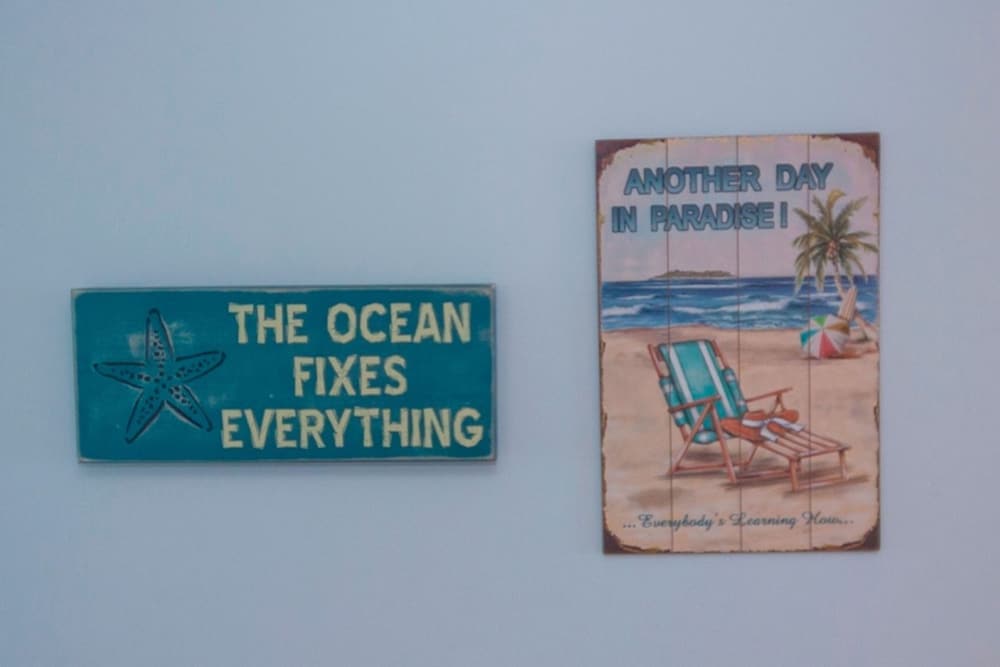 THE OCEAN
FIXES
EVERYTHING
ANOTHER DAY
IN PARADISE!
...Everybody's Learning How...